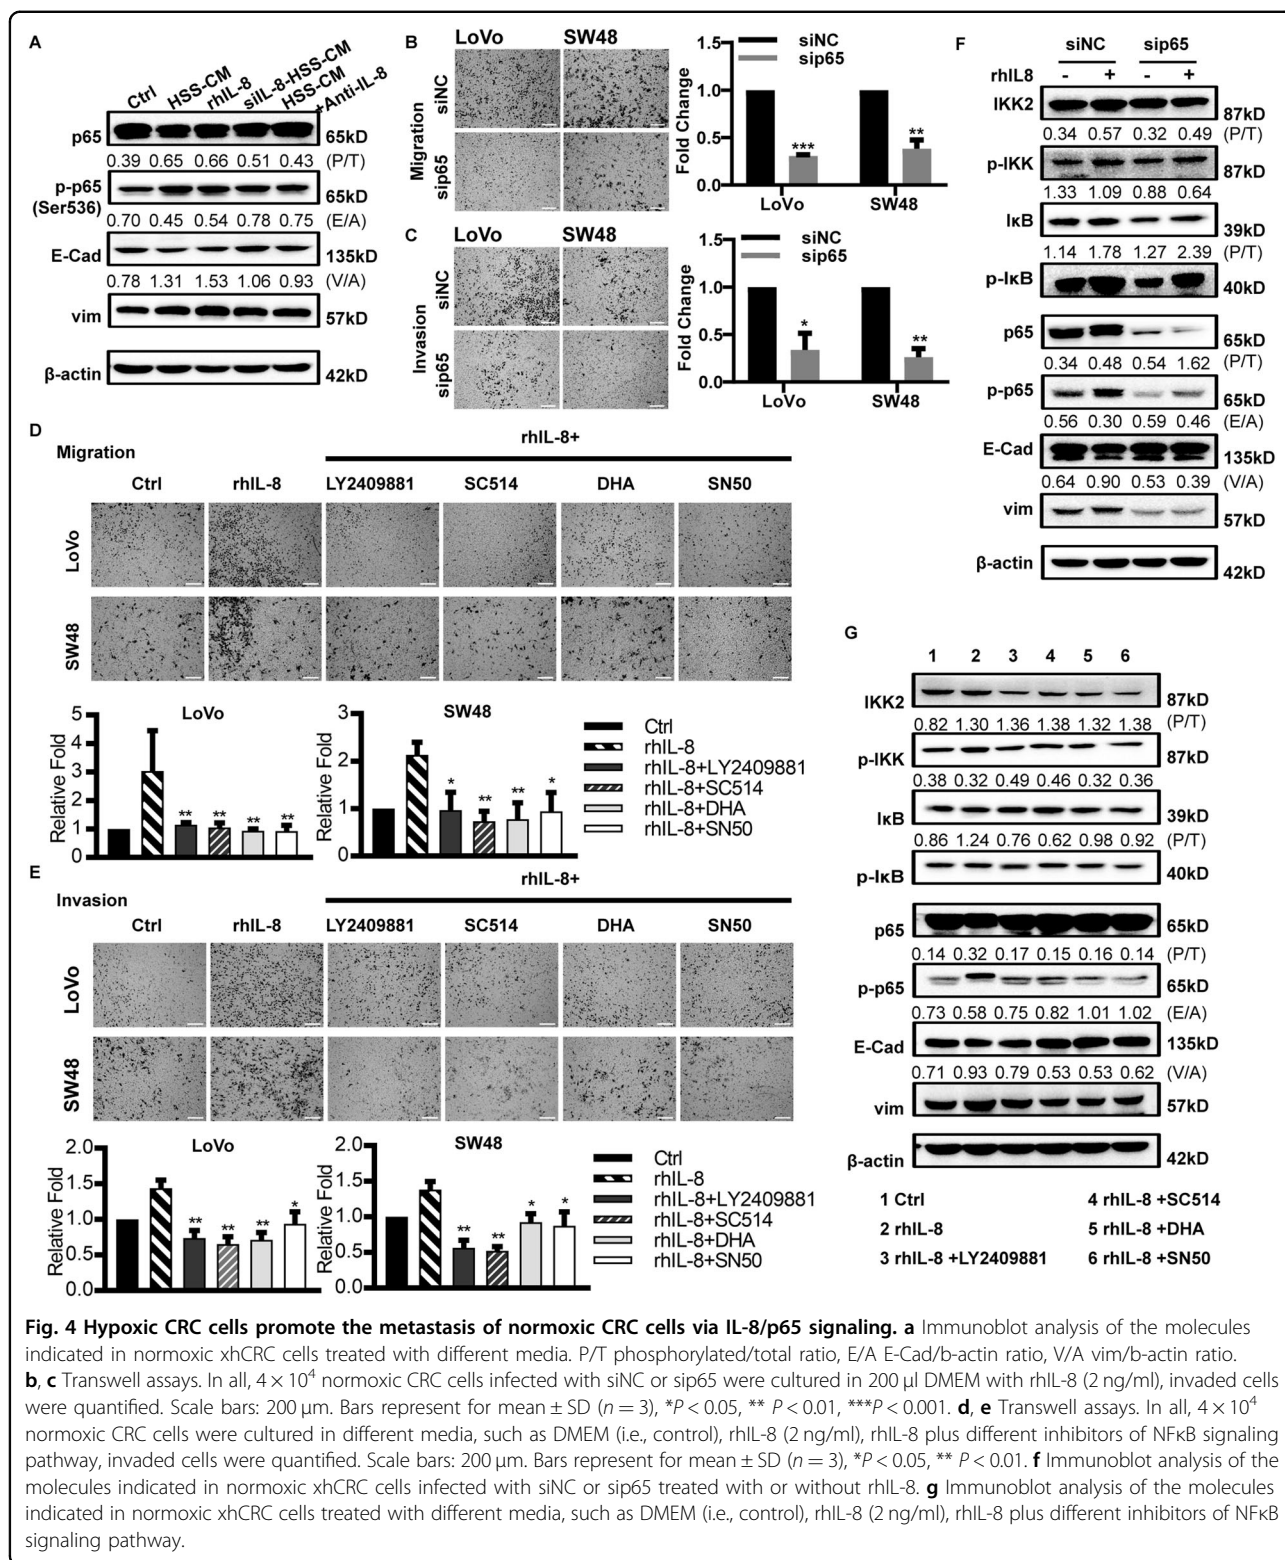 A
Ctrl HSS-CM rhIL-8 siIL-8-HSS-CM HSS-CM +Anti-IL-8
p65 65kD
0.39 0.65 0.66 0.51 0.43 (P/T)
p-p65 (Ser536) 65kD
0.70 0.45 0.54 0.78 0.75 (E/A)
E-Cad 135kD
0.78 1.31 1.53 1.06 0.93 (V/A)
vim 57kD
β-actin 42kD
B
LoVo SW48
Migration
siNC
sip65
siNC
sip65
Fold Change
1.5
1.0
0.5
0.0
*** **
LoVo SW48
C
LoVo SW48
Invasion
siNC
sip65
siNC
sip65
Fold Change
1.5
1.0
0.5
0.0
* **
LoVo SW48
D
Migration
rhIL-8+
Ctrl rhIL-8 LY2409881 SC514 DHA SN50
LoVo
SW48
LoVo
Relative Fold
5
4
3
2
1
0
** ** ** **
SW48
Relative Fold
3
2
1
0
* ** ** *
Ctrl
rhIL-8
rhIL-8+LY2409881
rhIL-8+SC514
rhIL-8+DHA
rhIL-8+SN50
E
Invasion
rhIL-8+
Ctrl rhIL-8 LY2409881 SC514 DHA SN50
LoVo
SW48
LoVo
Relative Fold
2.0
1.5
1.0
0.5
0.0
** ** ** *
SW48
Relative Fold
2.0
1.5
1.0
0.5
0.0
** ** * *
Ctrl
rhIL-8
rhIL-8+LY2409881
rhIL-8+SC514
rhIL-8+DHA
rhIL-8+SN50
F
siNC sip65
rhIL8 - + - +
IKK2 87kD
0.34 0.57 0.32 0.49 (P/T)
p-IKK 87kD
1.33 1.09 0.88 0.64
IκB 39kD
1.14 1.78 1.27 2.39 (P/T)
p-IκB 40kD
p65 65kD
0.34 0.48 0.54 1.62 (P/T)
p-p65 65kD
0.56 0.30 0.59 0.46 (E/A)
E-Cad 135kD
0.64 0.90 0.53 0.39 (V/A)
vim 57kD
β-actin 42kD
G
1 2 3 4 5 6
IKK2 87kD
0.82 1.30 1.36 1.38 1.32 1.38 (P/T)
p-IKK 87kD
0.38 0.32 0.49 0.46 0.32 0.36
IκB 39kD
0.86 1.24 0.76 0.62 0.98 0.92 (P/T)
p-IκB 40kD
p65 65kD
0.14 0.32 0.17 0.15 0.16 0.14 (P/T)
p-p65 65kD
0.73 0.58 0.75 0.82 1.01 1.02 (E/A)
E-Cad 135kD
0.71 0.93 0.79 0.53 0.53 0.62 (V/A)
vim 57kD
β-actin 42kD
1 Ctrl 4 rhIL-8 +SC514
2 rhIL-8 5 rhIL-8 +DHA
3 rhIL-8 +LY2409881 6 rhIL-8 +SN50
Fig. 4 Hypoxic CRC cells promote the metastasis of normoxic CRC cells via IL-8/p65 signaling. a Immunoblot analysis of the molecules
indicated in normoxic xhCRC cells treated with different media. P/T phosphorylated/total ratio, E/A E-Cad/b-actin ratio, V/A vim/b-actin ratio.
b, c Transwell assays. In all, 4 × 10⁴ normoxic CRC cells infected with siNC or sip65 were cultured in 200 μl DMEM with rhIL-8 (2 ng/ml), invaded cells
were quantified. Scale bars: 200 μm. Bars represent for mean ± SD (n = 3), *P < 0.05, ** P < 0.01, ***P < 0.001. d, e Transwell assays. In all, 4 × 10⁴
normoxic CRC cells were cultured in different media, such as DMEM (i.e., control), rhIL-8 (2 ng/ml), rhIL-8 plus different inhibitors of NFκB signaling
pathway, invaded cells were quantified. Scale bars: 200 μm. Bars represent for mean ± SD (n = 3), *P < 0.05, ** P < 0.01. f Immunoblot analysis of the
molecules indicated in normoxic xhCRC cells infected with siNC or sip65 treated with or without rhIL-8. g Immunoblot analysis of the molecules
indicated in normoxic xhCRC cells treated with different media, such as DMEM (i.e., control), rhIL-8 (2 ng/ml), rhIL-8 plus different inhibitors of NFκB
signaling pathway.